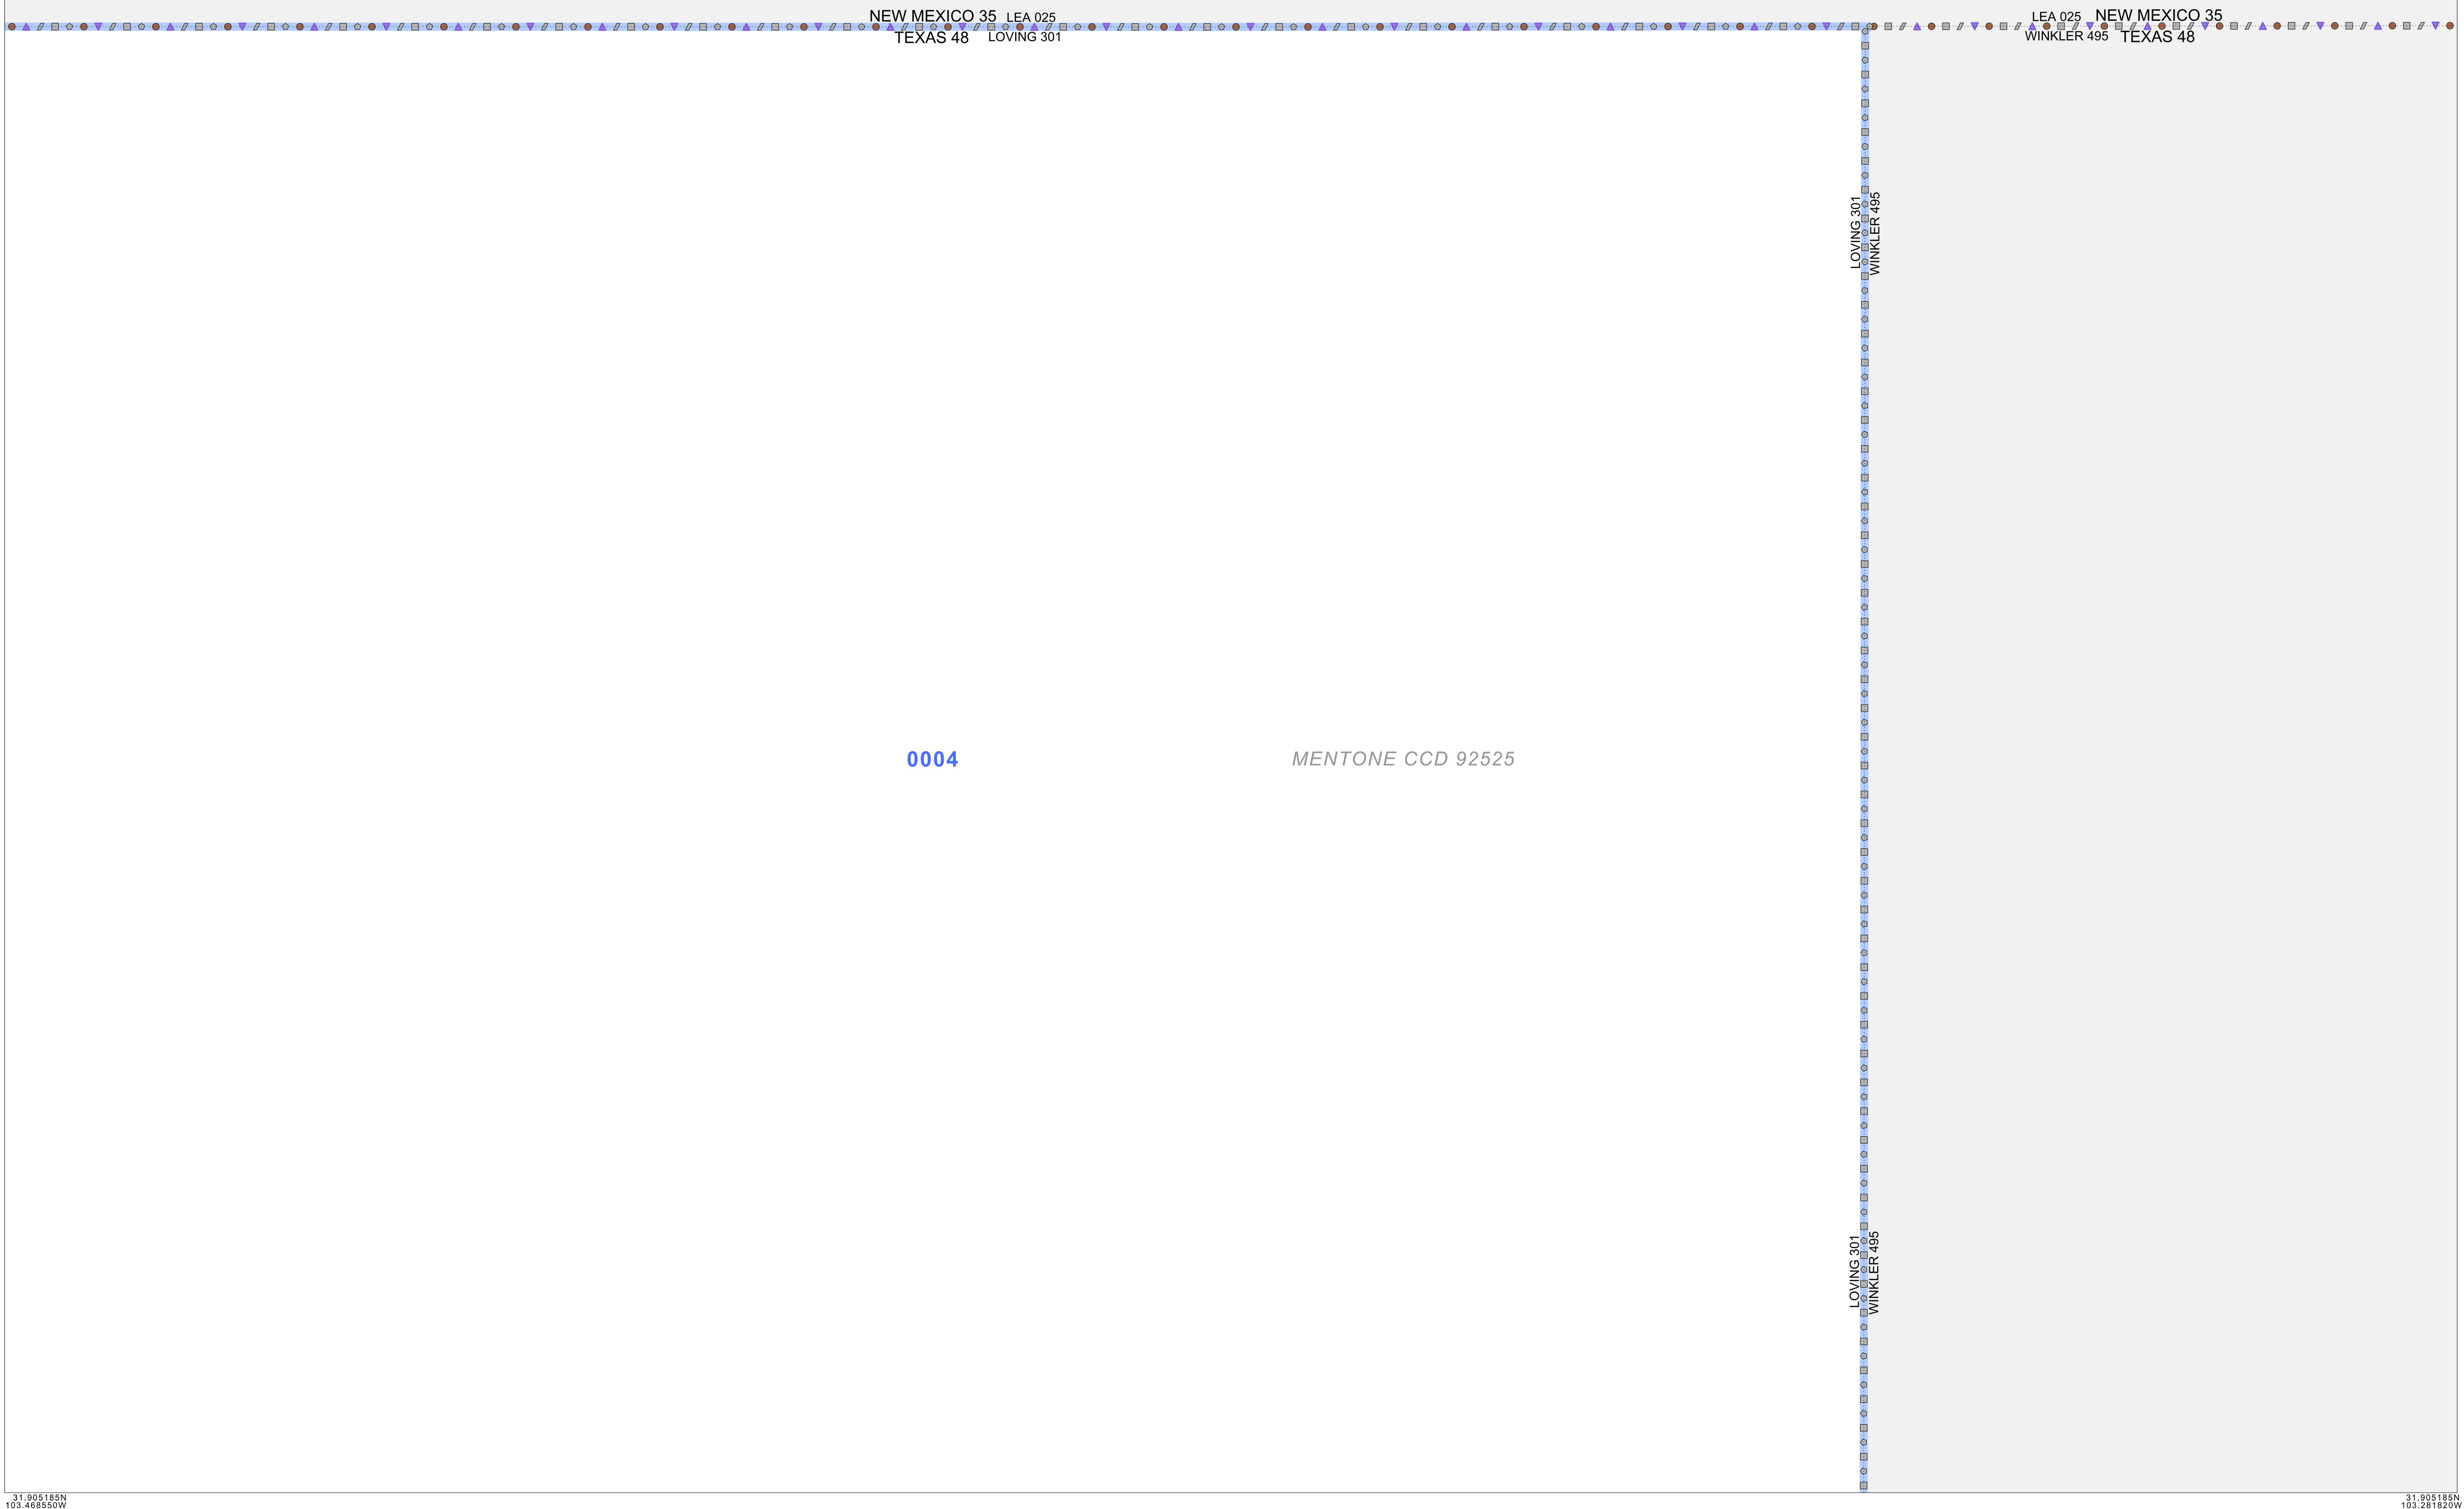 NEW MEXICO 35 LEA 025
TEXAS 48 LOVING 301
LEA 025 NEW MEXICO 35
WINKLER 495 TEXAS 48
LOVING 301
WINKLER 495
0004
MENTONE CCD 92525
LOVING 301
WINKLER 495
31.905185N
103.468550W
31.905185N
103.281820W